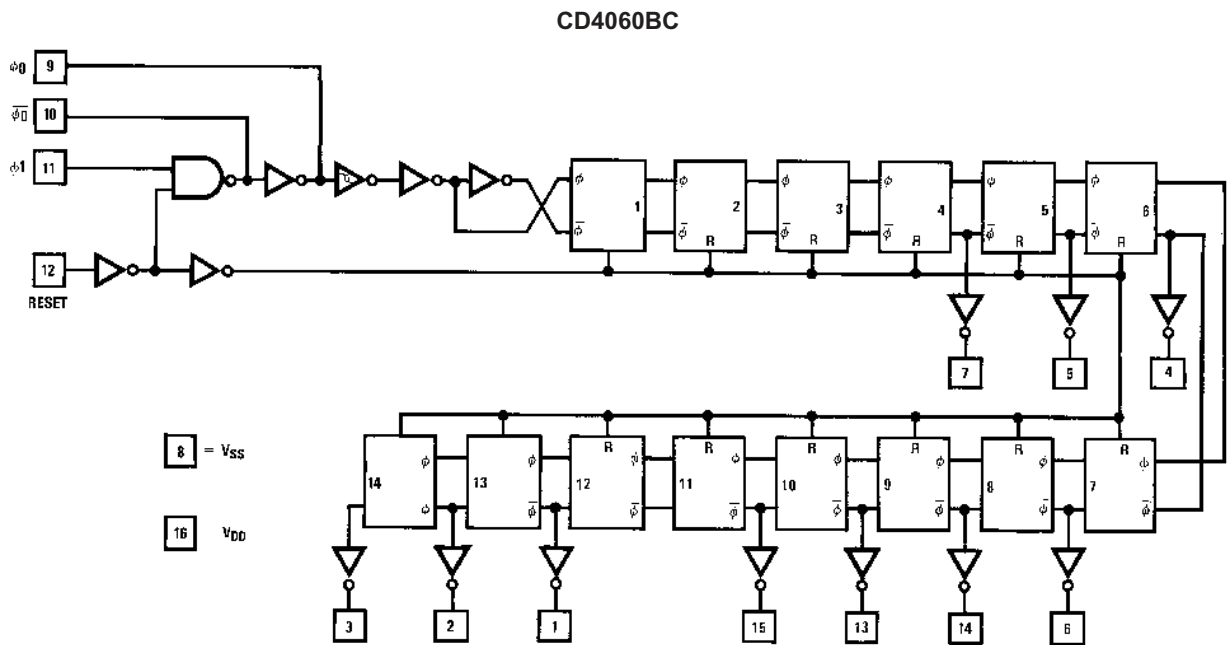 CD4060BC
ϕ0 9
ϕ̅0̅ 10
ϕ1 11
12
RESET
ϕ ϕ ϕ ϕ ϕ ϕ
1 2 3 4 5 6
ϕ̅ ϕ̅ ϕ̅ ϕ̅ ϕ̅ ϕ̅
R R R R R
7 5 4
8 = VSS
16 VDD
R R R R R R
ϕ ϕ ϕ ϕ ϕ ϕ ϕ ϕ
14 13 12 11 10 9 8 7
ϕ ϕ̅ ϕ̅ ϕ̅ ϕ̅ ϕ̅ ϕ̅ ϕ̅
3 2 1 15 13 14 6